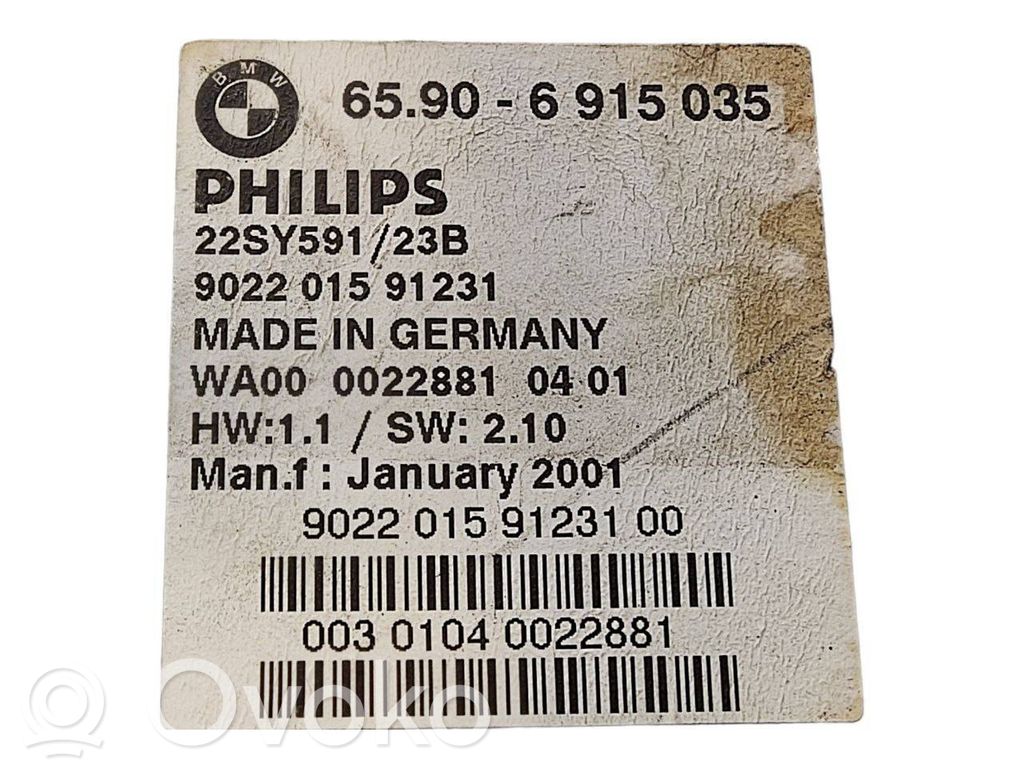 BMW
65.90 - 6 915 035
PHILIPS
22SY591/23B
9022 015 91231
MADE IN GERMANY
WA00 0022881 04 01
HW:1.1 / SW: 2.10
Man.f : January 2001
9022 015 91231 00
003 0104 0022881
Ovoko